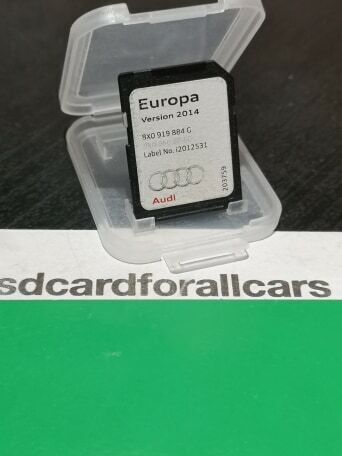 Europa
Version 2014
8X0 919 884 G
Label No. I2012531
Audi
203759
sdcardforallcars